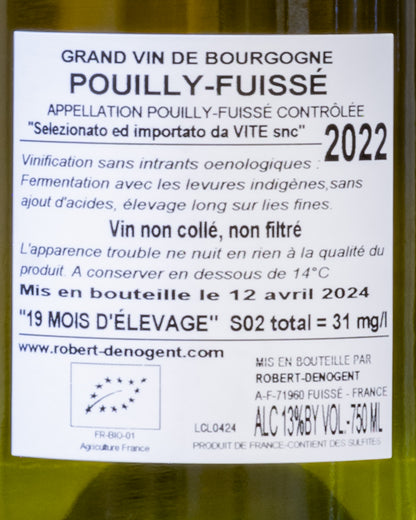 GRAND VIN DE BOURGOGNE
POUILLY-FUISSÉ
APPELLATION POUILLY-FUISSÉ CONTRÔLÉE
"Selezionato ed importato da VITE snc"
2022
Vinification sans intrants oenologiques :
Fermentation avec les levures indigènes,sans
ajout d'acides, élevage long sur lies fines.
Vin non collé, non filtré
L'apparence trouble ne nuit en rien à la qualité du
produit. A conserver en dessous de 14°C
Mis en bouteille le 12 avril 2024
"19 MOIS D'ÉLEVAGE" S02 total = 31 mg/l
www.robert-denogent.com
MIS EN BOUTEILLE PAR
ROBERT-DENOGENT
A-F-71960 FUISSÉ - FRANCE
LCL0424
ALC 13%BY VOL -750 ML
FR-BIO-01
Agriculture France
PRODUIT DE FRANCE-CONTIENT DES SULFITES